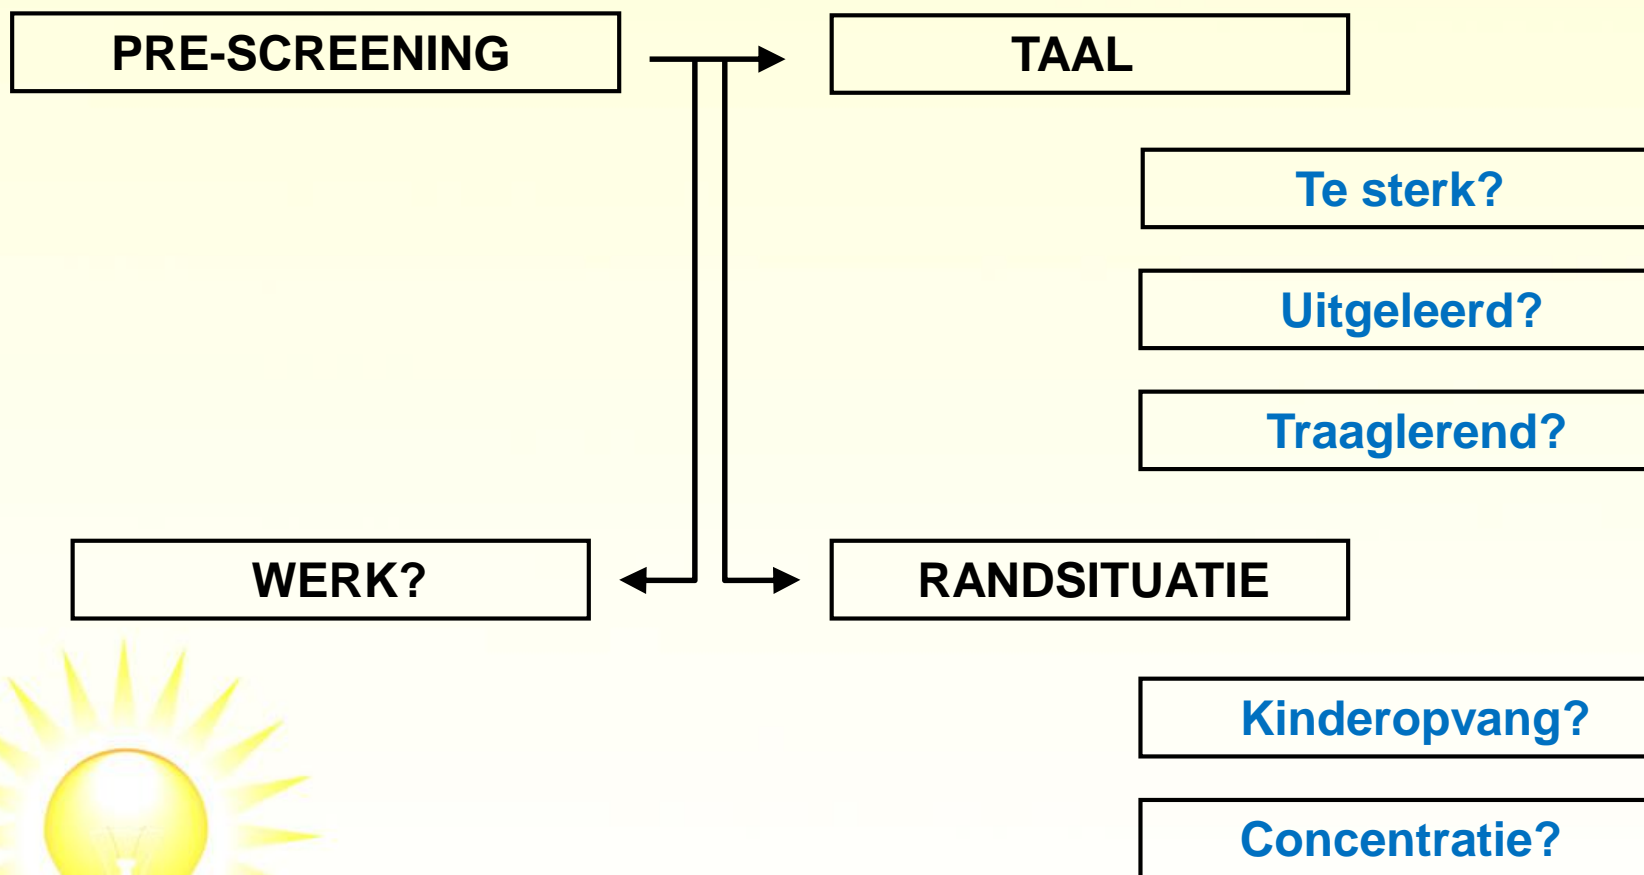 PRE-SCREENING
TAAL
Te sterk?
Uitgeleerd?
Traaglerend?
WERK?
RANDSITUATIE
Kinderopvang?
Concentratie?